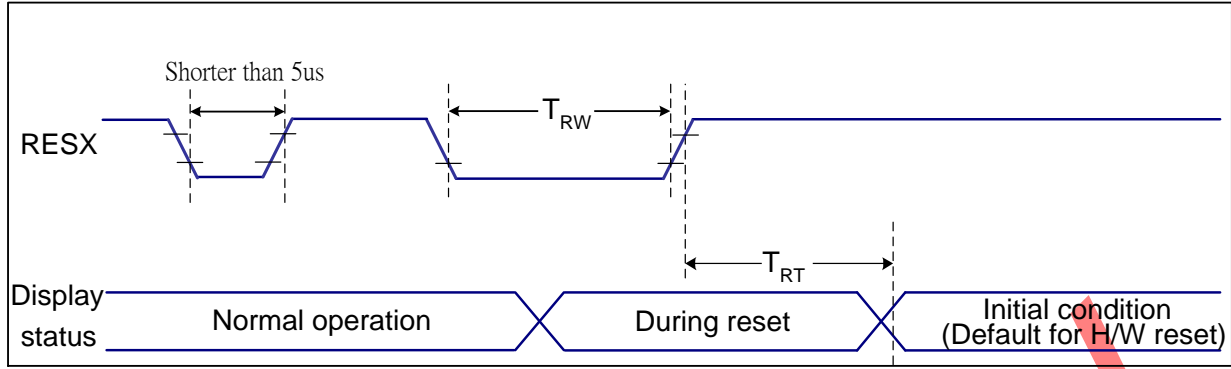 Shorter than 5us
RESX
TRW
TRT
Display
status
Normal operation
During reset
Initial condition
(Default for H/W reset)